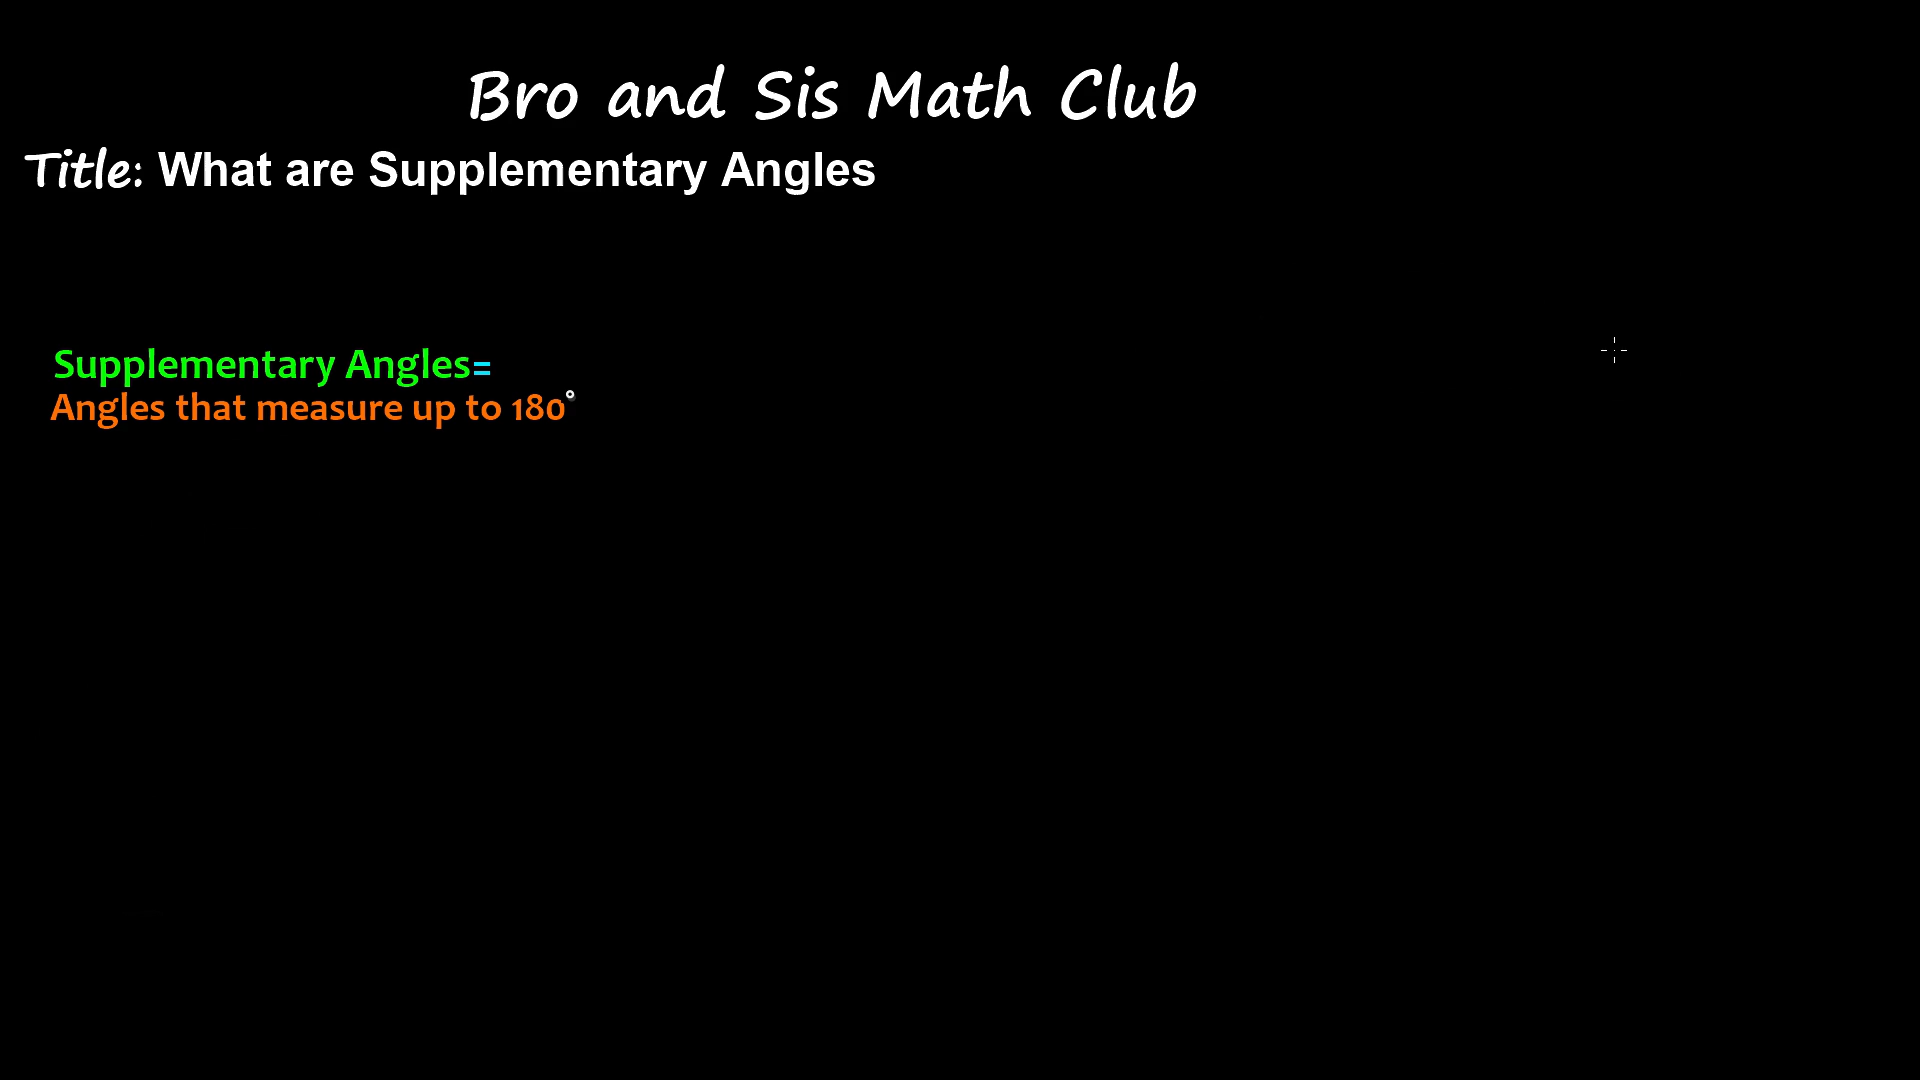 Bro and Sis Math Club
Title: What are Supplementary Angles
Supplementary Angles=
Angles that measure up to 180°